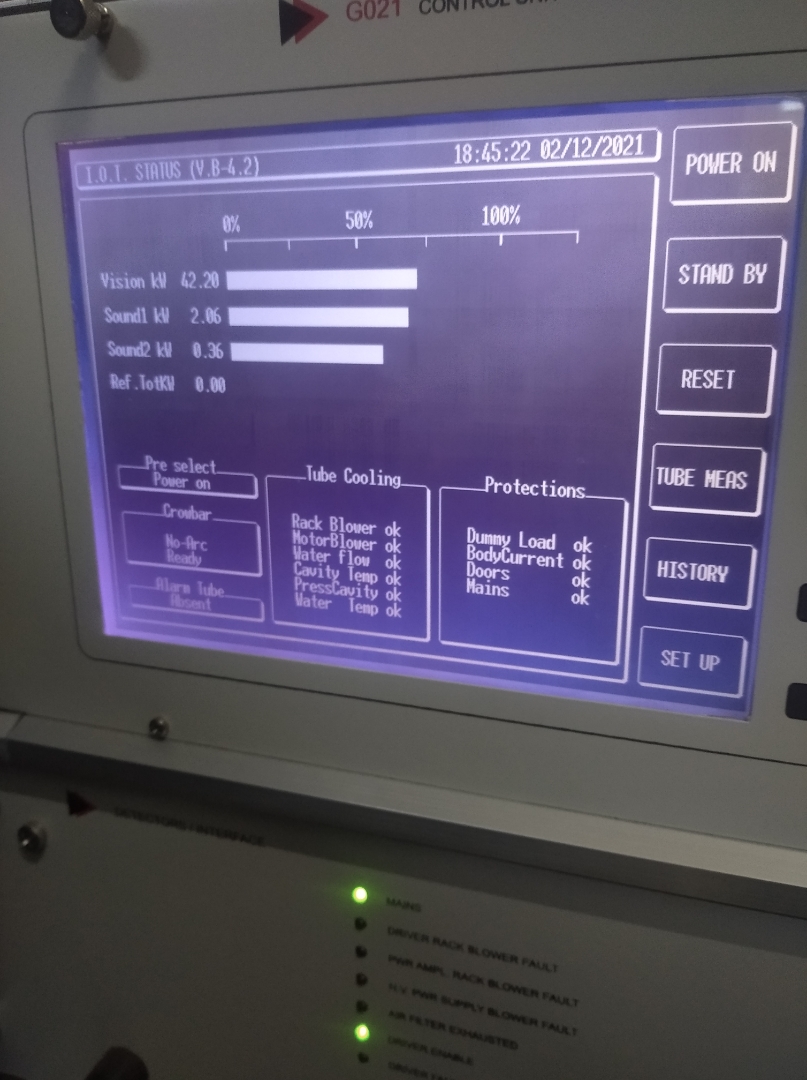 G021 CONTROL
I.O.T. STATUS (V.B-4.2) 18:45:22 02/12/2021
0% 50% 100%
Vision kW 42.20
Sound1 kW 2.06
Sound2 kW 0.36
Ref.TotKW 0.00
Pre select
Power on
Crowbar
No-Arc
Ready
Alarm Tube
Absent
Tube Cooling
Rack Blower ok
MotorBlower ok
Water flow ok
Cavity Temp ok
PressCavity ok
Water Temp ok
Protections
Dummy Load ok
BodyCurrent ok
Doors ok
Mains ok
POWER ON
STAND BY
RESET
TUBE MEAS
HISTORY
SET UP
DETECTORS INTERFACE
MAINS
DRIVER RACK BLOWER FAULT
PWR AMPL. RACK BLOWER FAULT
H.V. PWR SUPPLY BLOWER FAULT
AIR FILTER EXHAUSTED
DRIVER ENABLE
DRIVER